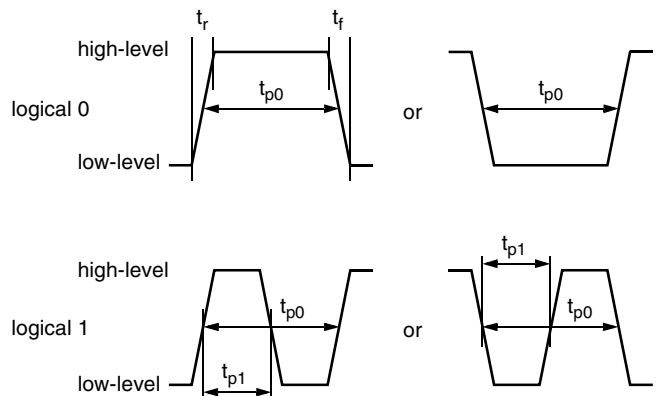 t_r t_f
high-level
t_p0 t_p0
logical 0 or
low-level
high-level t_p1
t_p0 t_p0
logical 1 or
t_p1
low-level